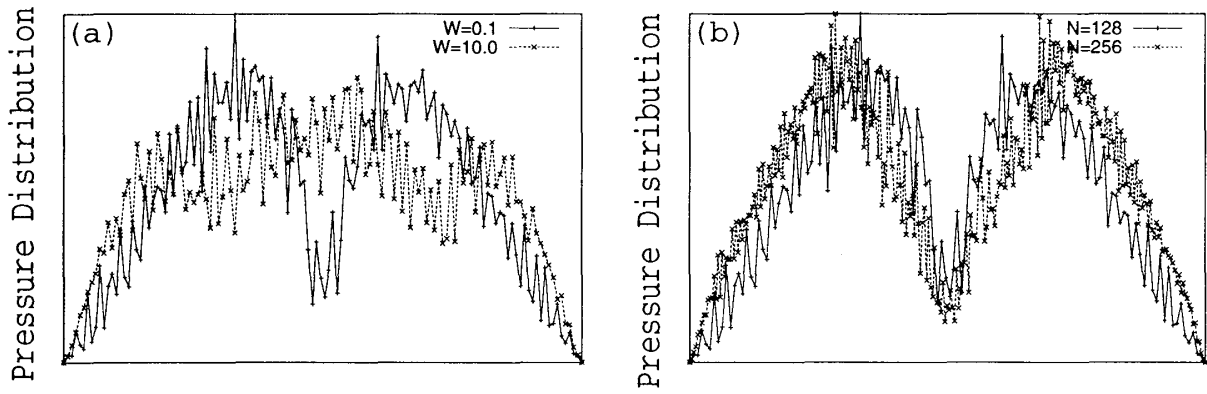 Pressure Distribution
(a)
W=0.1
W=10.0
Pressure Distribution
(b)
N=128
N=256